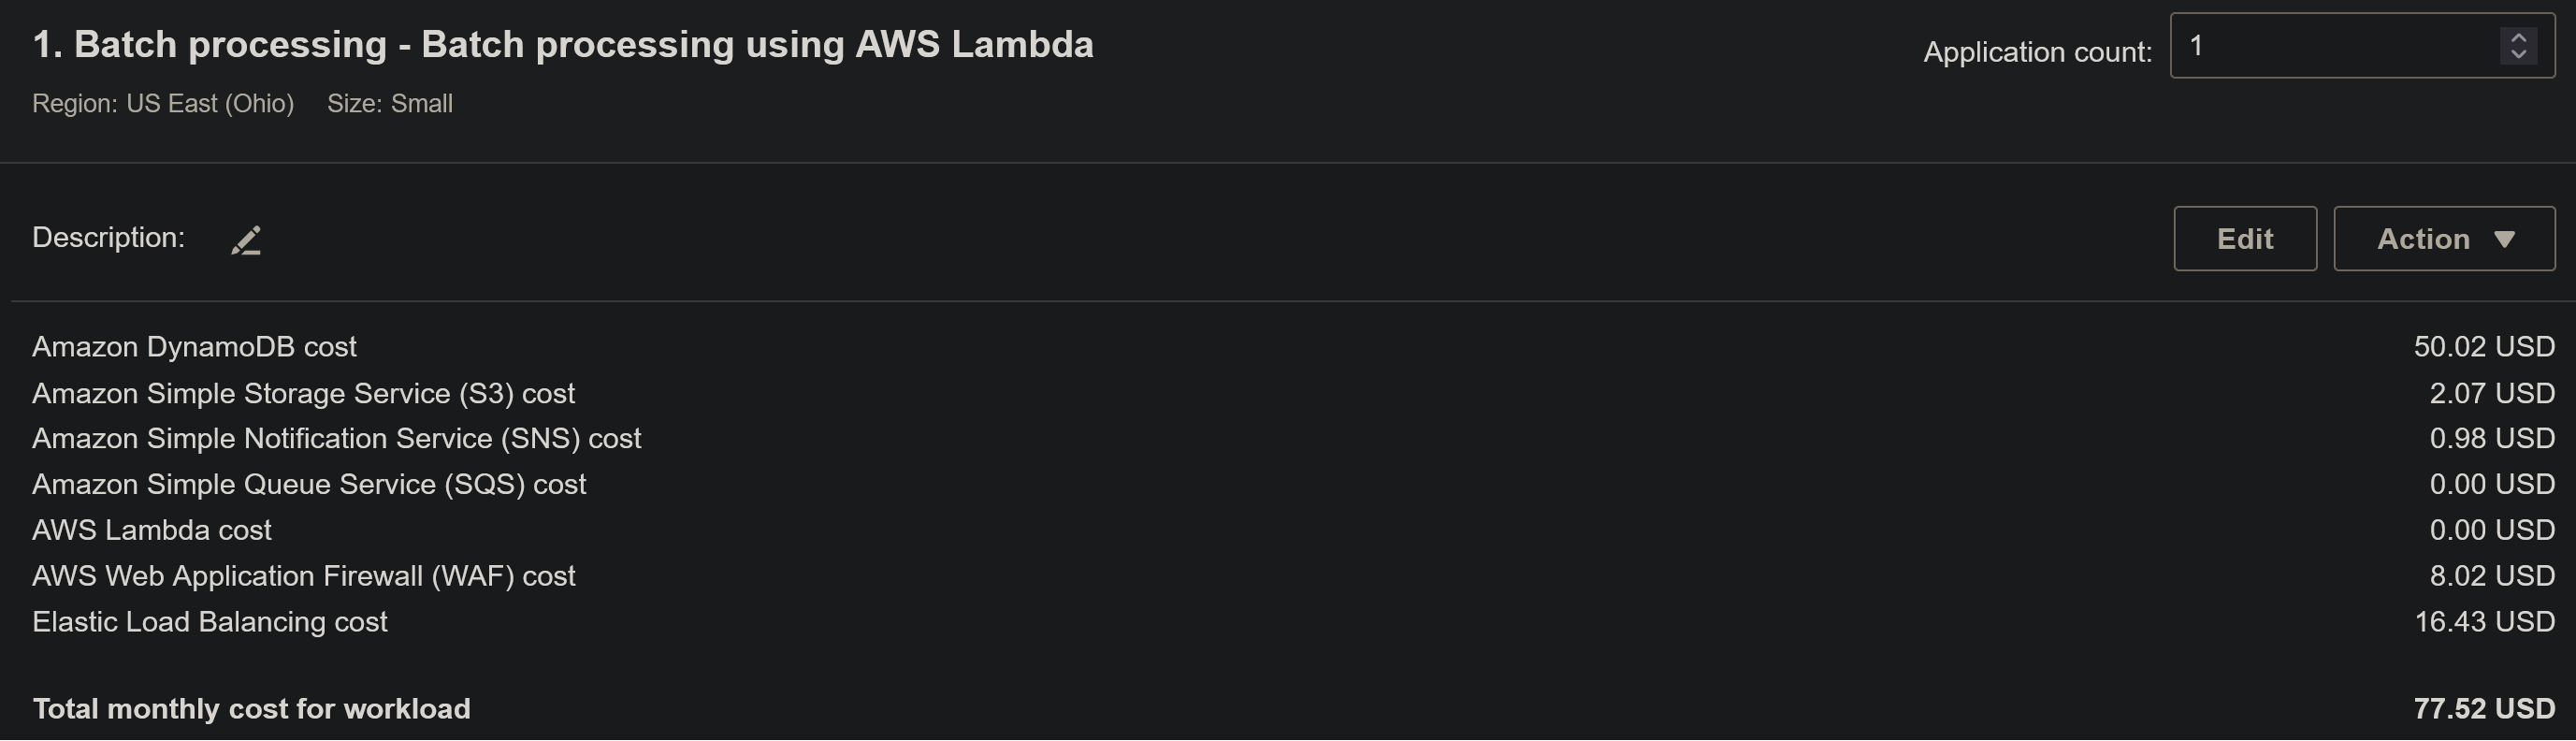 1. Batch processing - Batch processing using AWS Lambda
Application count: 1
Region: US East (Ohio) Size: Small
Description:
Edit
Action
Amazon DynamoDB cost 50.02 USD
Amazon Simple Storage Service (S3) cost 2.07 USD
Amazon Simple Notification Service (SNS) cost 0.98 USD
Amazon Simple Queue Service (SQS) cost 0.00 USD
AWS Lambda cost 0.00 USD
AWS Web Application Firewall (WAF) cost 8.02 USD
Elastic Load Balancing cost 16.43 USD
Total monthly cost for workload 77.52 USD